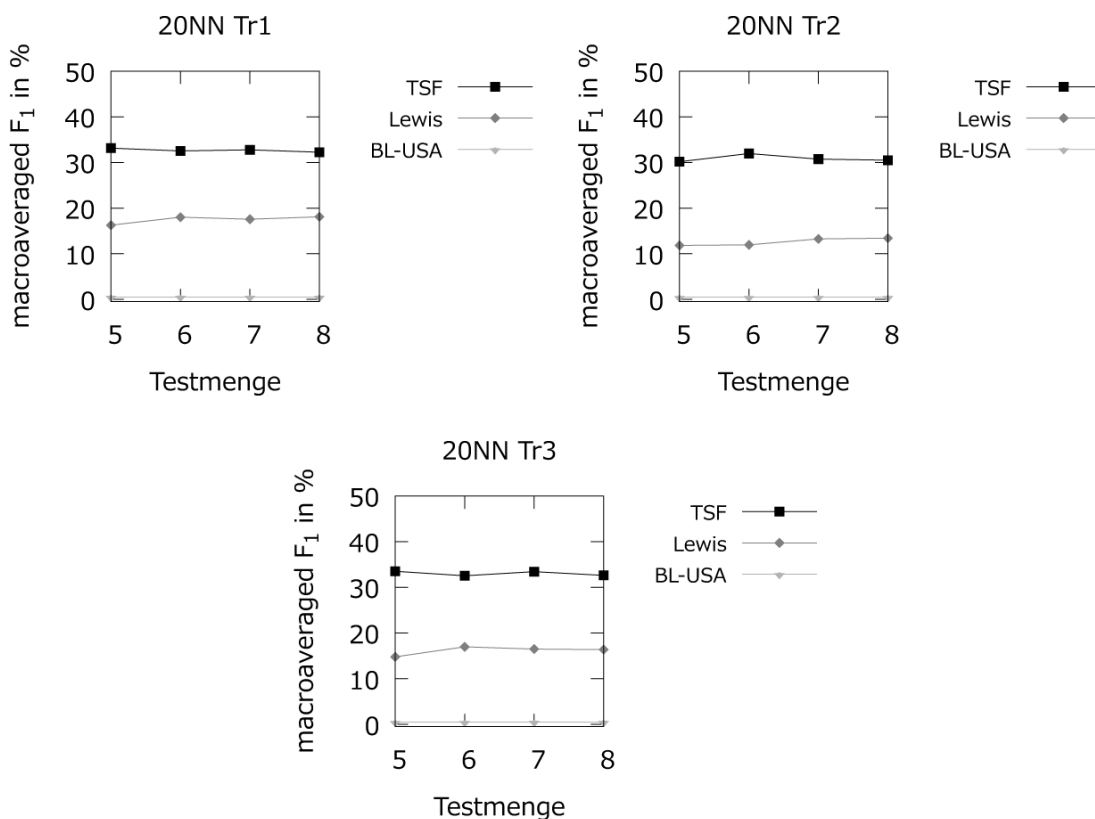 20NN Tr1
macroaveraged F1 in %
50
40
30
20
10
0
5 6 7 8
Testmenge
TSF
Lewis
BL-USA
20NN Tr2
macroaveraged F1 in %
50
40
30
20
10
0
5 6 7 8
Testmenge
TSF
Lewis
BL-USA
20NN Tr3
macroaveraged F1 in %
50
40
30
20
10
0
5 6 7 8
Testmenge
TSF
Lewis
BL-USA